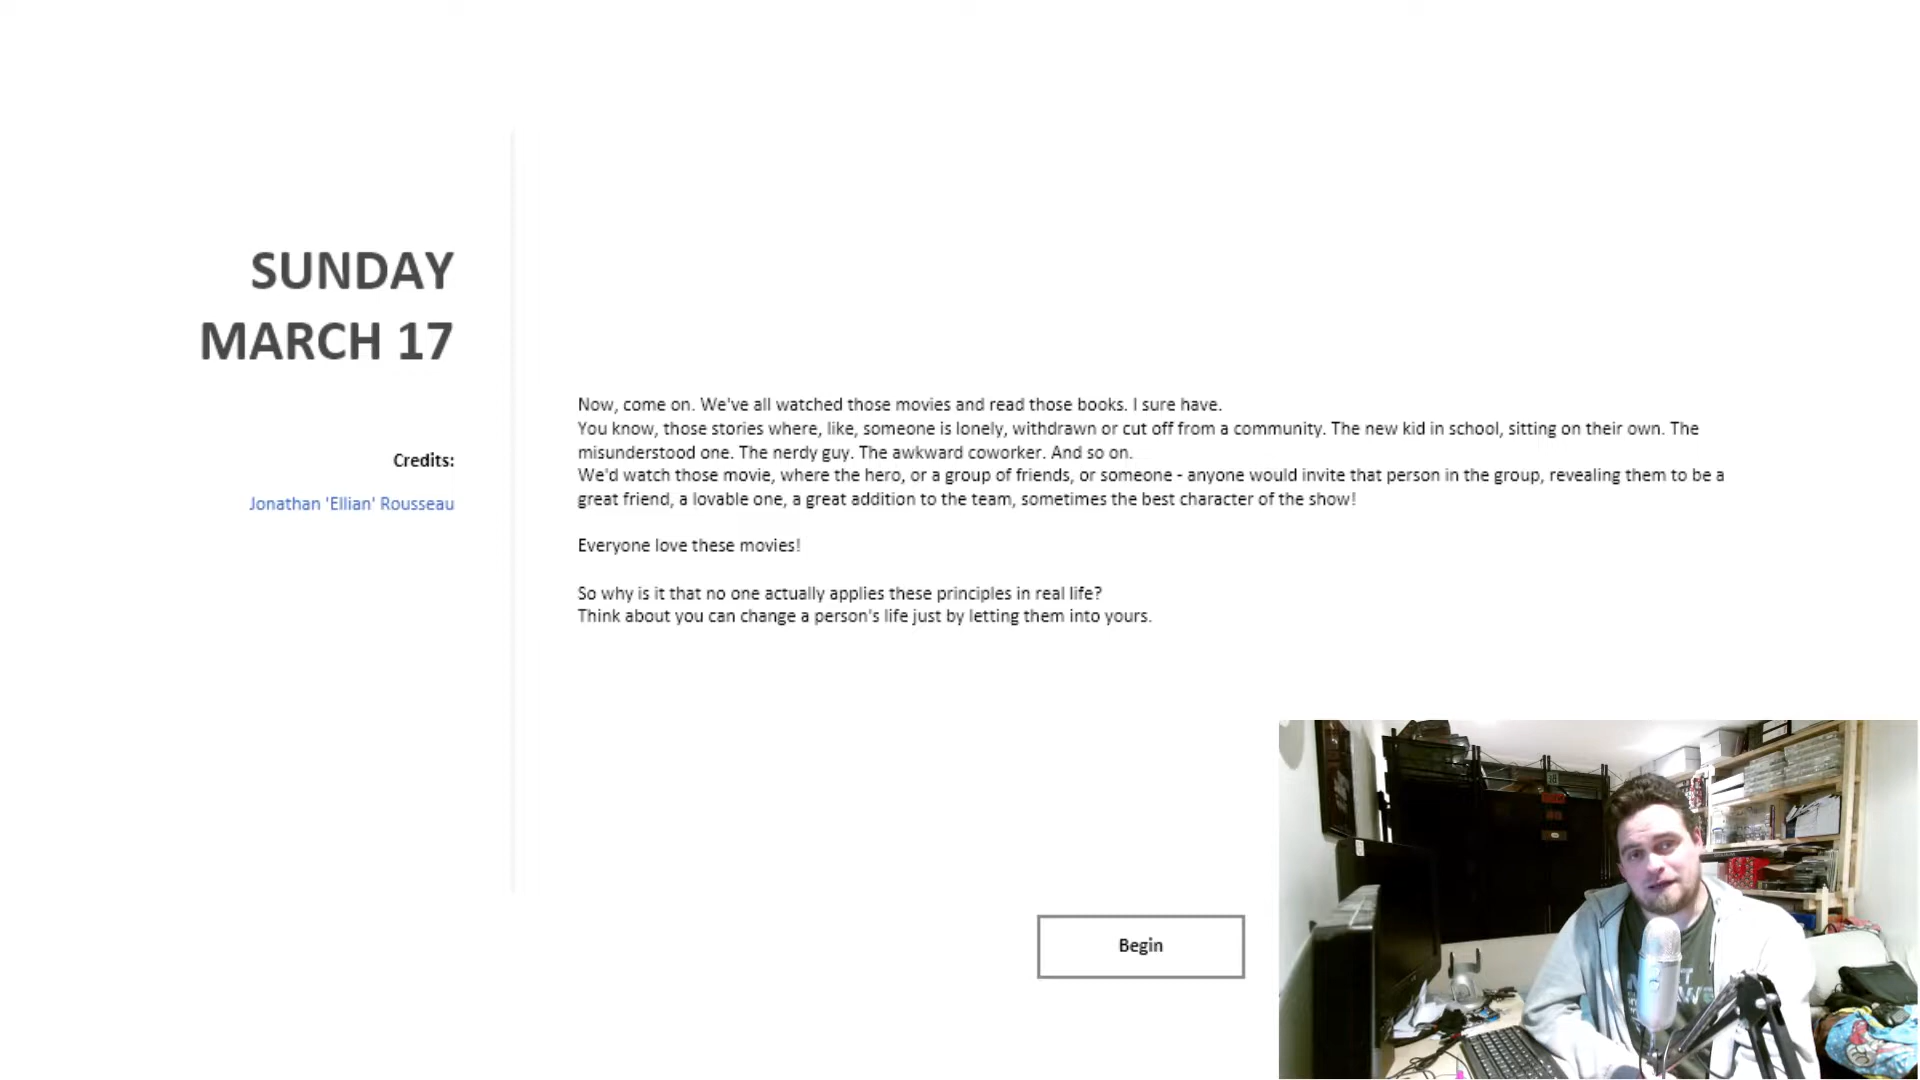 SUNDAY
MARCH 17
Credits:
Jonathan 'Ellian' Rousseau
Now, come on. We've all watched those movies and read those books. I sure have.
You know, those stories where, like, someone is lonely, withdrawn or cut off from a community. The new kid in school, sitting on their own. The
misunderstood one. The nerdy guy. The awkward coworker. And so on.
We'd watch those movie, where the hero, or a group of friends, or someone - anyone would invite that person in the group, revealing them to be a
great friend, a lovable one, a great addition to the team, sometimes the best character of the show!
Everyone love these movies!
So why is it that no one actually applies these principles in real life?
Think about you can change a person's life just by letting them into yours.
Begin